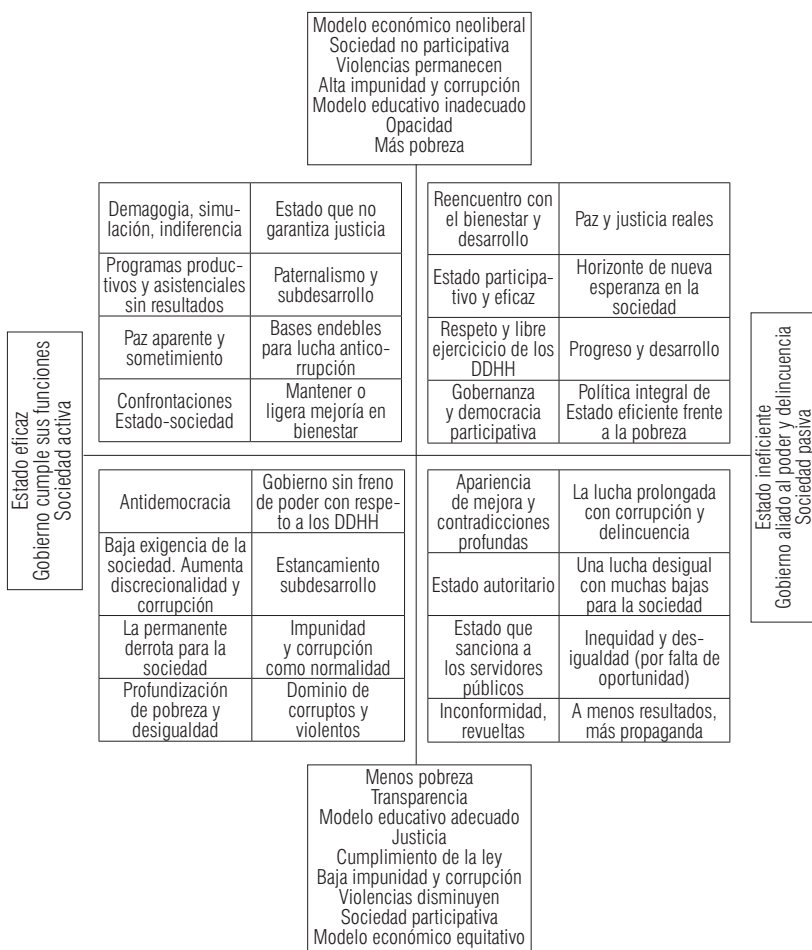 Modelo económico neoliberal
Sociedad no participativa
Violencias permanecen
Alta impunidad y corrupción
Modelo educativo inadecuado
Opacidad
Más pobreza
Demagogia, simu-
lación, indiferencia
Estado que no
garantiza justicia
Programas produc-
tivos y asistenciales
sin resultados
Paternalismo y
subdesarrollo
Paz aparente y
sometimiento
Bases endebles
para lucha antico-
rrupción
Confrontaciones
Estado-sociedad
Mantener o
ligera mejoría en
bienestar
Reencuentro con
el bienestar y
desarrollo
Paz y justicia reales
Estado participa-
tivo y eficaz
Horizonte de nueva
esperanza en la
sociedad
Respeto y libre
ejercicicio de los
DDHH
Progreso y desarrollo
Gobernanza
y democracia
participativa
Política integral de
Estado eficiente frente
a la pobreza
Estado eficaz
Gobierno cumple sus funciones
Sociedad activa
Estado ineficiente
Gobierno aliado al poder y delincuencia
Sociedad pasiva
Antidemocracia
Gobierno sin freno
de poder con respe-
to a los DDHH
Baja exigencia de la
sociedad. Aumenta
discrecionalidad y
corrupción
Estancamiento
subdesarrollo
La permanente
derrota para la
sociedad
Impunidad
y corrupción
como normalidad
Profundización
de pobreza y
desigualdad
Dominio de
corruptos y
violentos
Apariencia
de mejora y
contradicciones
profundas
La lucha prolongada
con corrupción y
delincuencia
Estado autoritario
Una lucha desigual
con muchas bajas
para la sociedad
Estado que
sanciona a
los servidores
públicos
Inequidad y des-
igualdad (por falta de
oportunidad)
Inconformidad,
revueltas
A menos resultados,
más propaganda
Menos pobreza
Transparencia
Modelo educativo adecuado
Justicia
Cumplimiento de la ley
Baja impunidad y corrupción
Violencias disminuyen
Sociedad participativa
Modelo económico equitativo